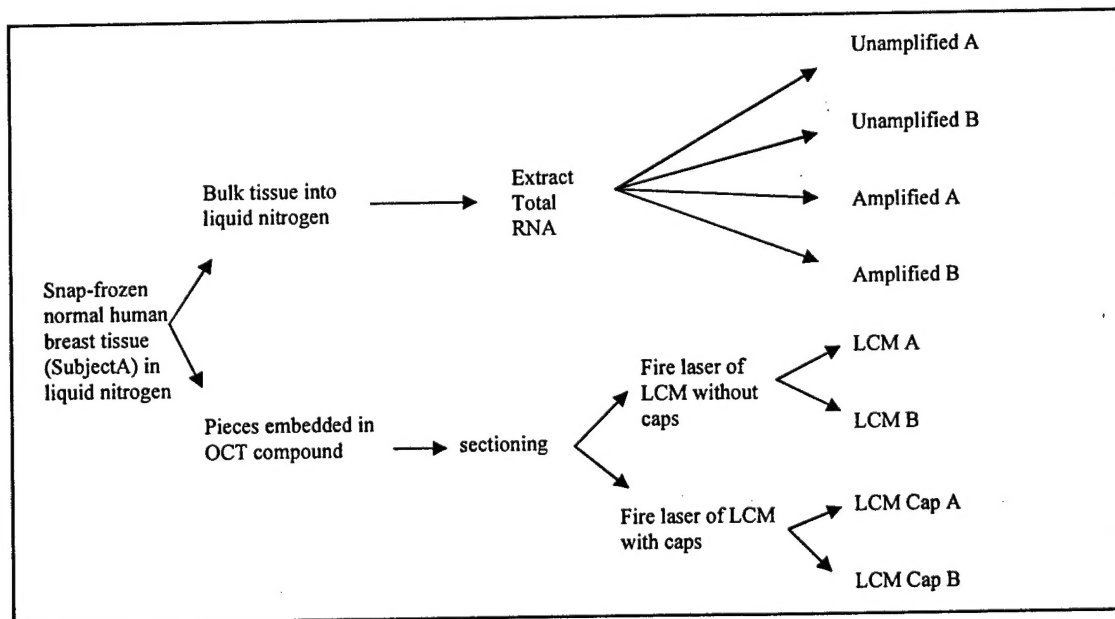 Snap-frozen
normal human
breast tissue
(SubjectA) in
liquid nitrogen
Bulk tissue into
liquid nitrogen
Extract
Total
RNA
Unamplified A
Unamplified B
Amplified A
Amplified B
Pieces embedded in
OCT compound
sectioning
Fire laser of
LCM without
caps
LCM A
LCM B
Fire laser of LCM
with caps
LCM Cap A
LCM Cap B